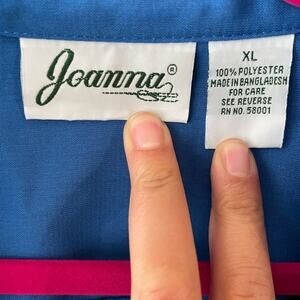 Joanna®
XL
100% POLYESTER
MADE IN BANGLADESH
FOR CARE
SEE REVERSE
RN NO. 58001